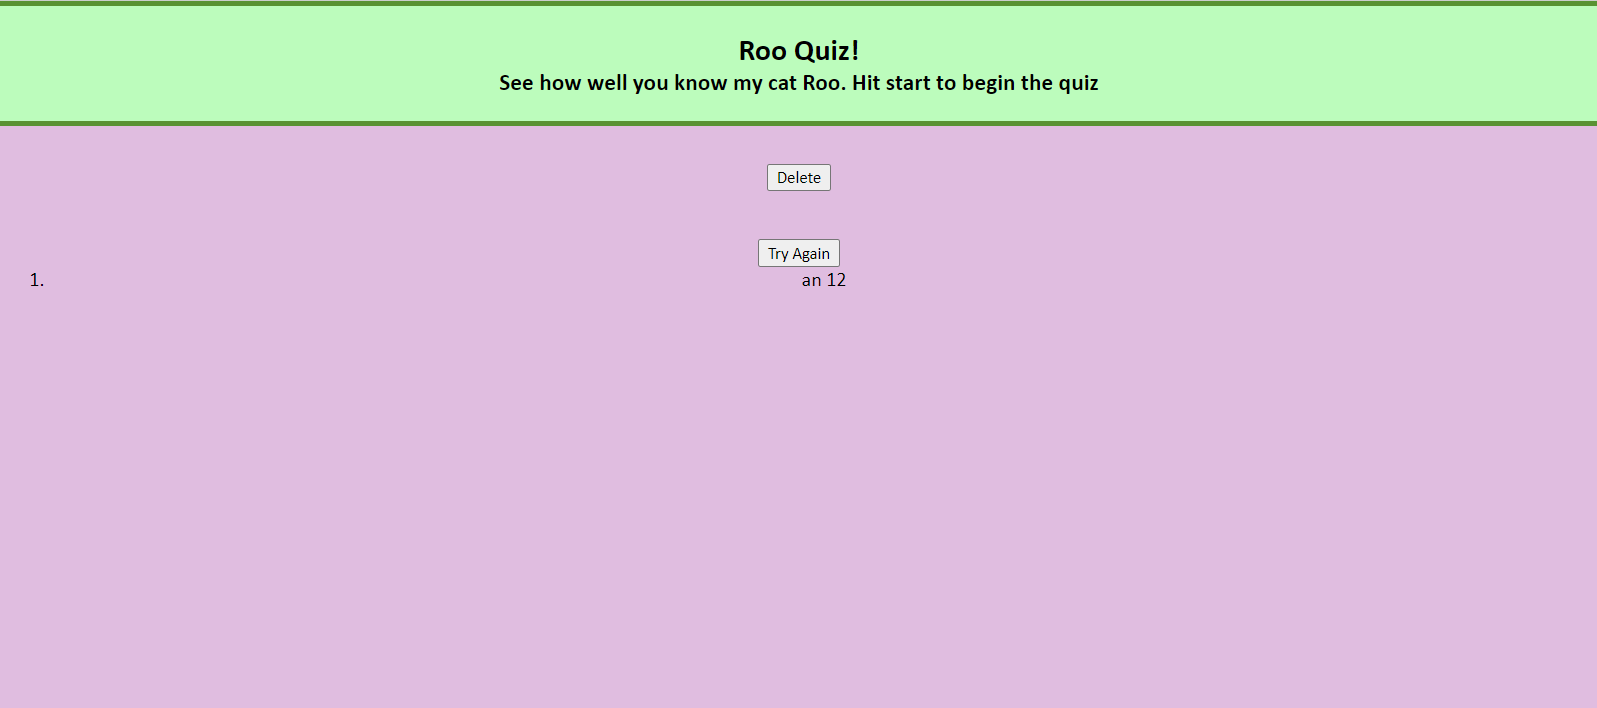 Roo Quiz!
See how well you know my cat Roo. Hit start to begin the quiz
Delete
Try Again
1. an 12